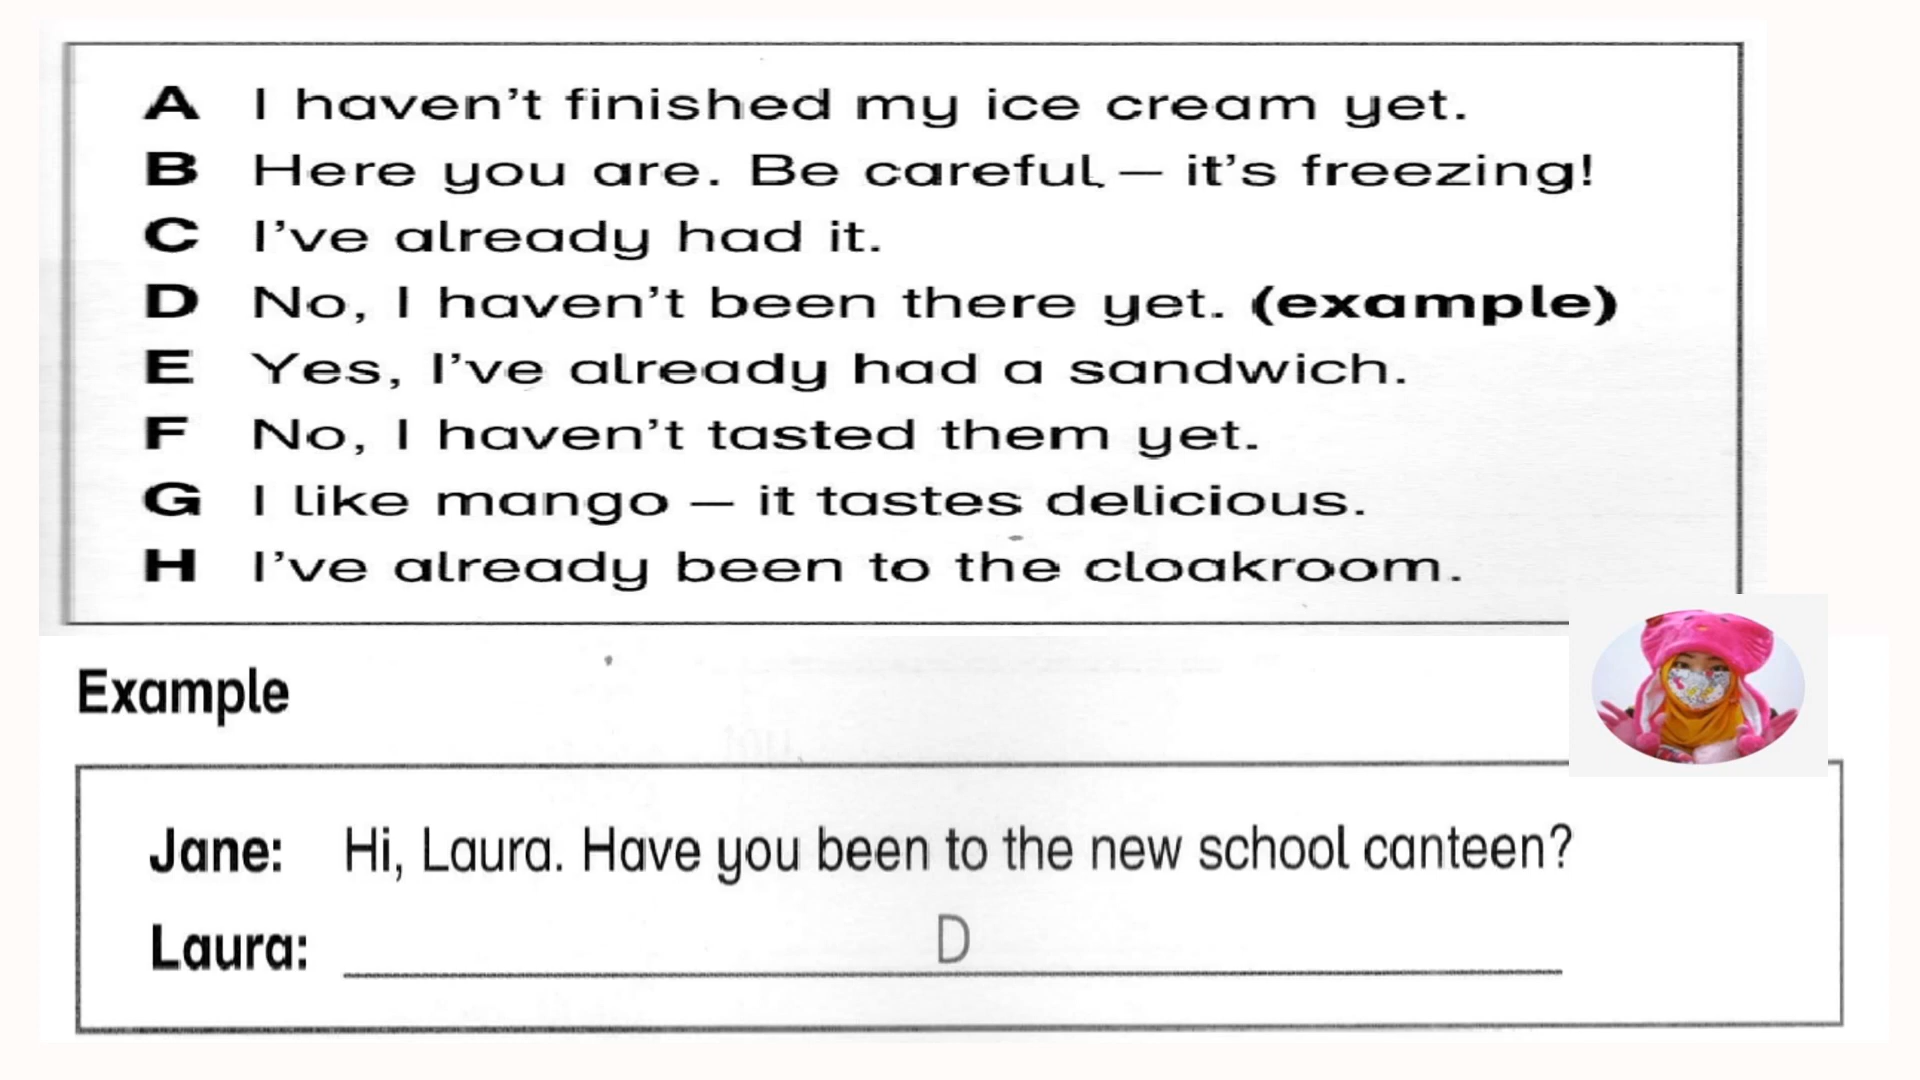 A I haven't finished my ice cream yet.
B Here you are. Be careful – it's freezing!
C I've already had it.
D No, I haven't been there yet. (example)
E Yes, I've already had a sandwich.
F No, I haven't tasted them yet.
G I like mango – it tastes delicious.
H I've already been to the cloakroom.
Example
Jane: Hi, Laura. Have you been to the new school canteen?
Laura: D